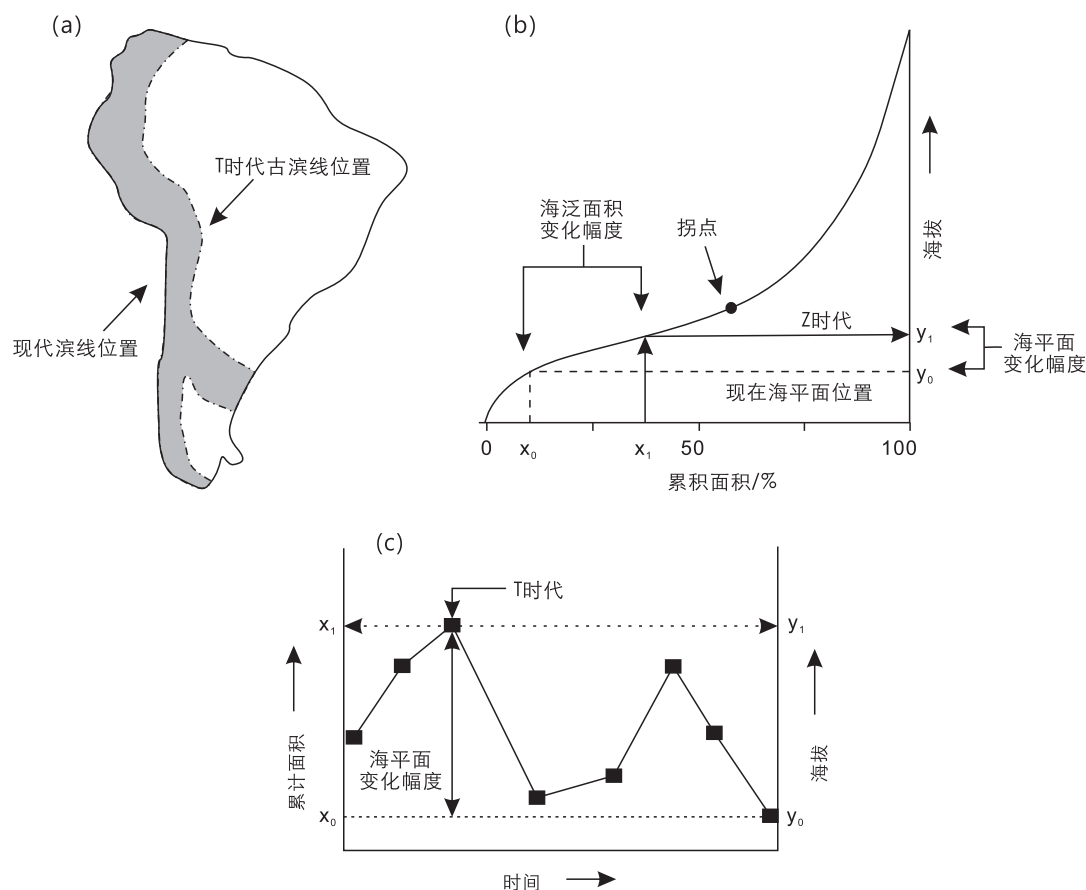 (a)
T时代古滨线位置
现代滨线位置
(b)
海泛面积
变化幅度
拐点
海拔
Z时代
y₁
y₀
海平面
变化幅度
现在海平面位置
0
x₀
x₁
50
100
累积面积/%
(c)
T时代
x₁
y₁
累计面积
海平面
变化幅度
海拔
x₀
y₀
时间